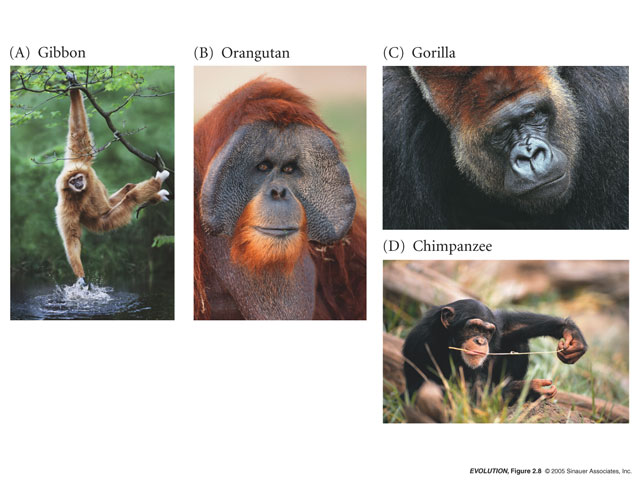 (A) Gibbon
(B) Orangutan
(C) Gorilla
(D) Chimpanzee
EVOLUTION, Figure 2.8 © 2005 Sinauer Associates, Inc.